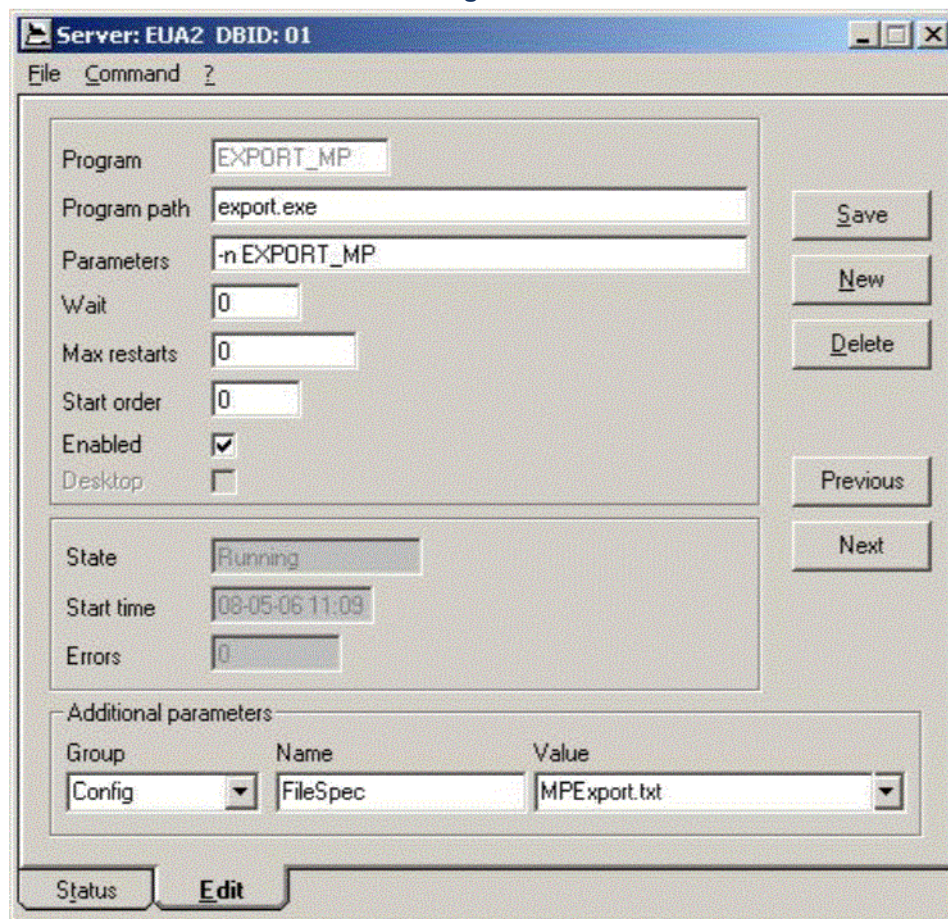 Server: EUA2 DBID: 01
File Command ?
Program EXPORT_MP
Program path export.exe
Parameters -n EXPORT_MP
Wait 0
Max restarts 0
Start order 0
Enabled
Desktop
Save
New
Delete
Previous
Next
State Running
Start time 08-05-06 11:09
Errors 0
Additional parameters
Group Name Value
Config FileSpec MPExport.txt
Status Edit